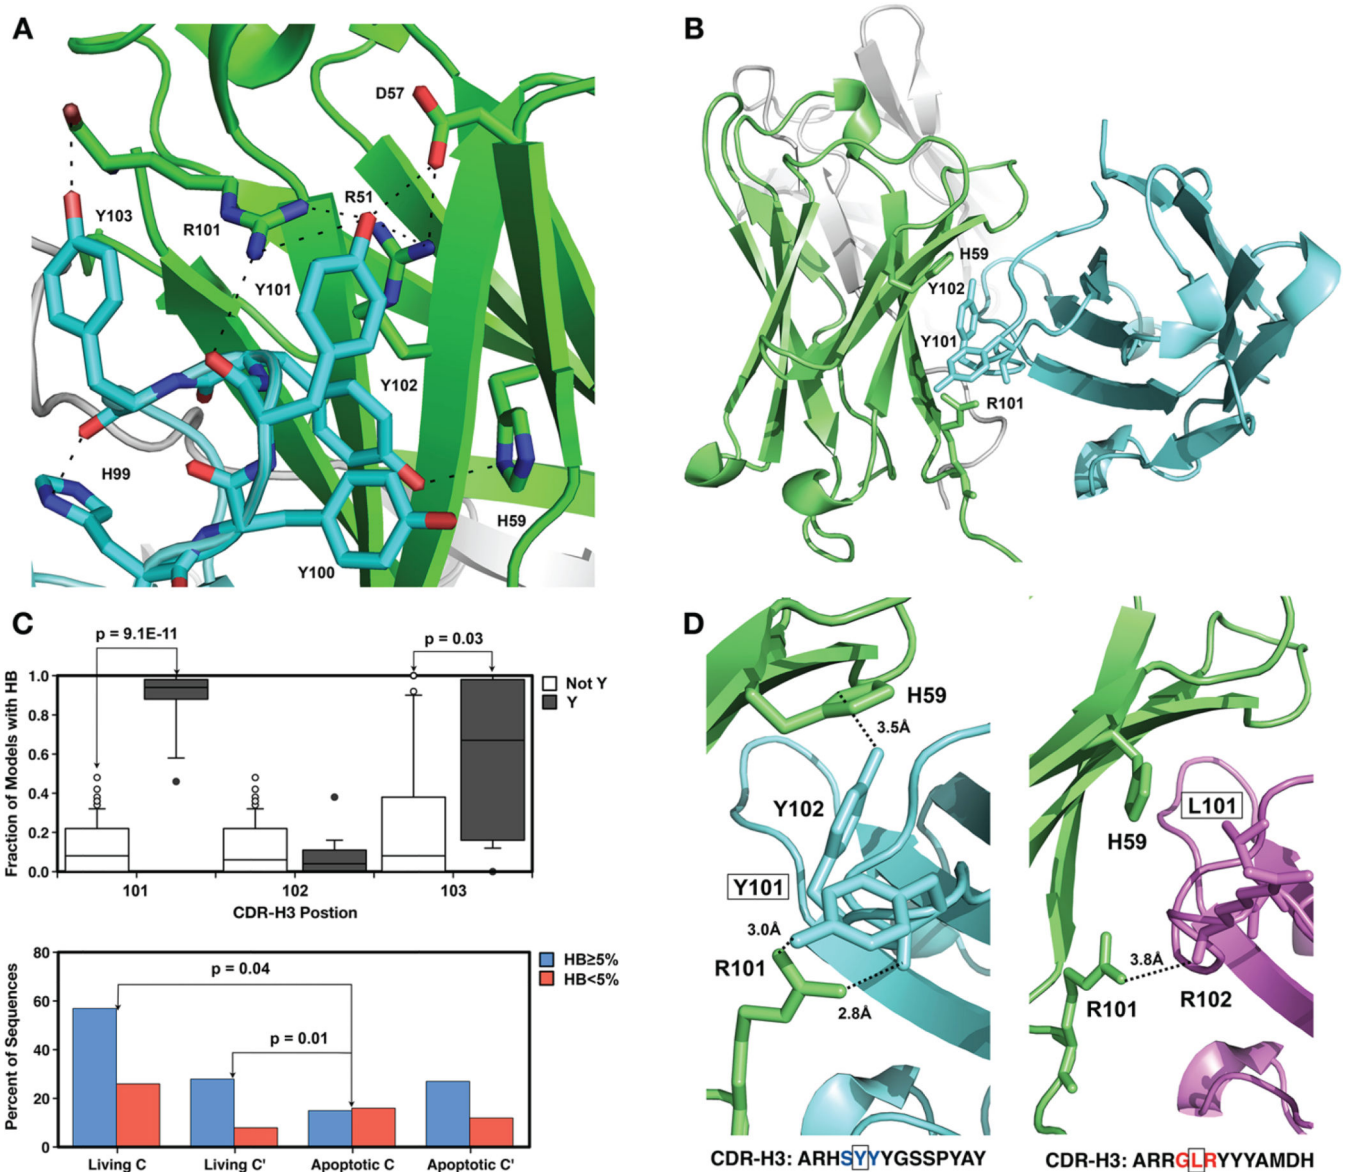 A
D57
R51
Y103
R101
Y101
Y102
H99
H59
Y100
B
H59
Y102
Y101
R101
C
p = 9.1E-11
p = 0.03
Fraction of Models with HB
1.0
0.8
0.6
0.4
0.2
0.0
101
102
103
CDR-H3 Postion
Not Y
Y
Percent of Sequences
80
60
40
20
0
p = 0.04
p = 0.01
HB≥5%
HB<5%
Living C
Living C'
Apoptotic C
Apoptotic C'
D
H59
3.5Å
Y102
Y101
3.0Å
R101
2.8Å
CDR-H3: ARHSYYYGSSPYAY
L101
H59
3.8Å
R101
R102
CDR-H3: ARRGLRYYYAMDH